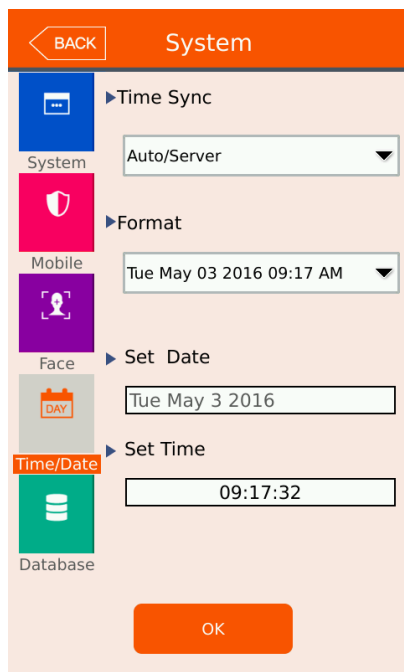 BACK
System
System
Mobile
Face
DAY
Time/Date
Database
Time Sync
Auto/Server
Format
Tue May 03 2016 09:17 AM
Set Date
Tue May 3 2016
Set Time
09:17:32
OK